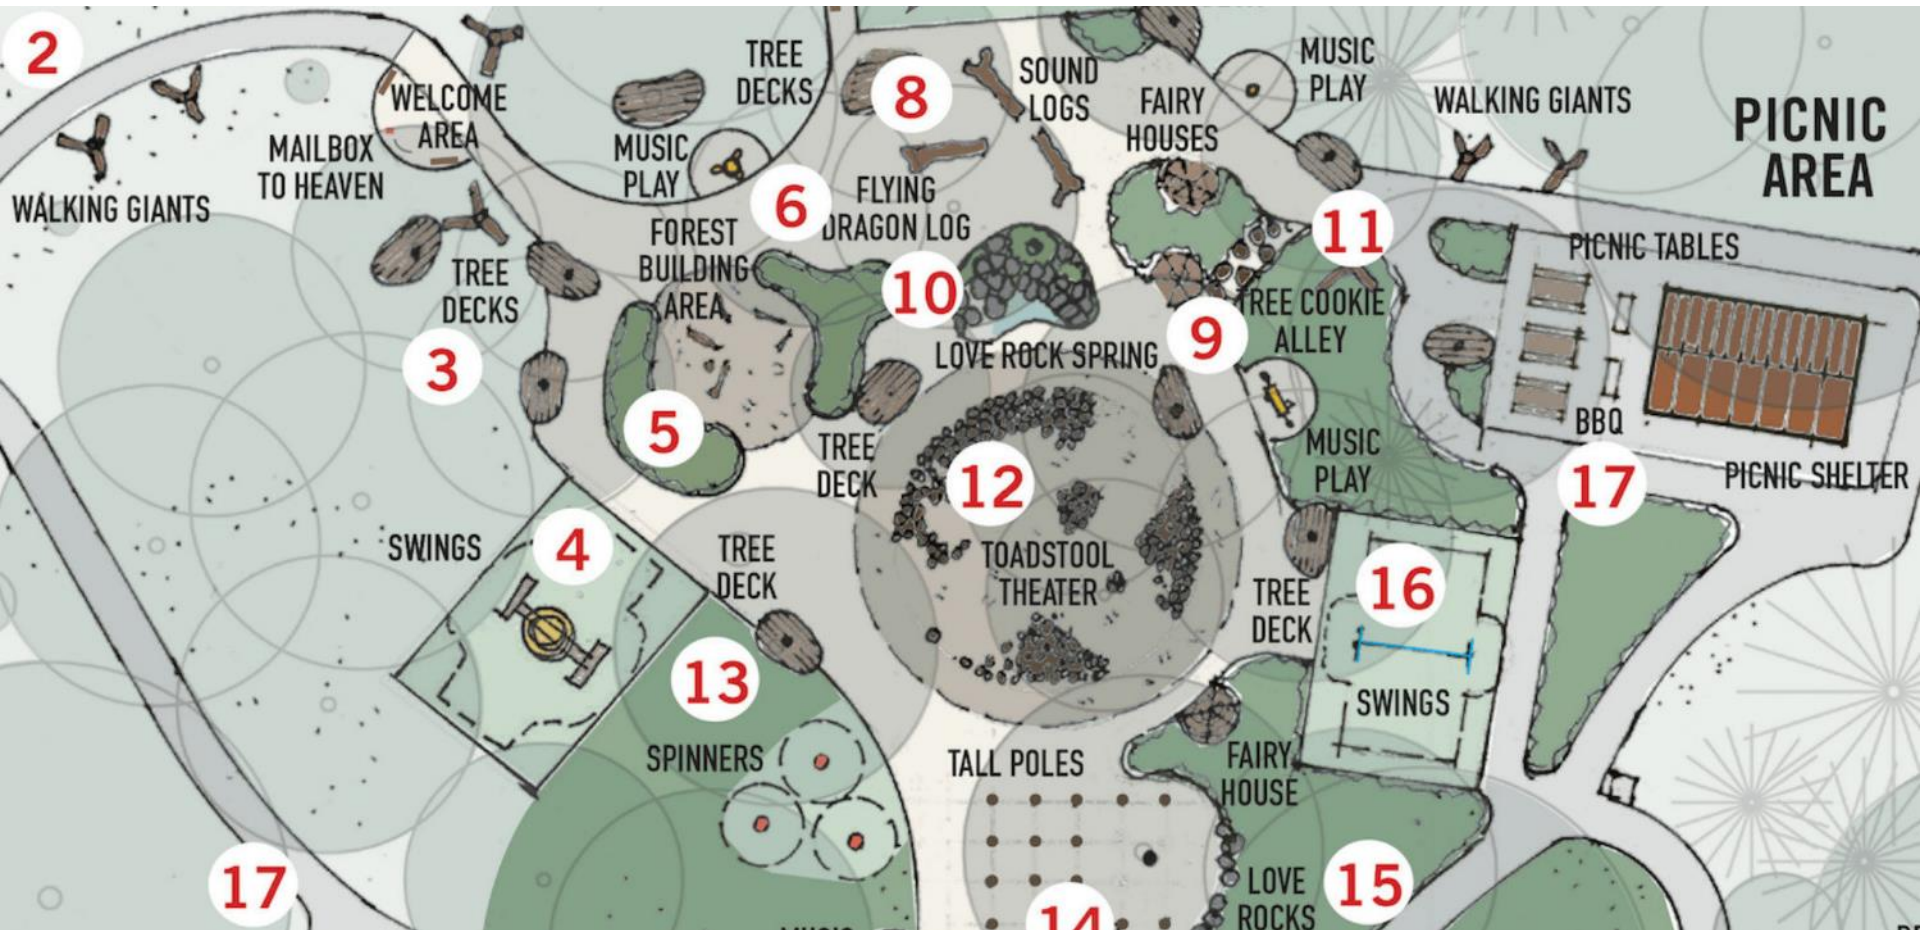 2
TREE
DECKS
8
SOUND
LOGS
MUSIC
PLAY
WELCOME
AREA
FAIRY
HOUSES
WALKING GIANTS
PICNIC
AREA
MAILBOX
TO HEAVEN
MUSIC
PLAY
WALKING GIANTS
6
FLYING
DRAGON LOG
11
FOREST
BUILDING
AREA
PICNIC TABLES
TREE
DECKS
10
TREE COOKIE
ALLEY
3
9
LOVE ROCK SPRING
5
TREE
DECK
12
MUSIC
PLAY
BBQ
17
PICNIC SHELTER
SWINGS
4
TREE
DECK
TOADSTOOL
THEATER
TREE
DECK
16
13
SWINGS
SPINNERS
TALL POLES
FAIRY
HOUSE
17
14
LOVE
ROCKS
15
MUSIC